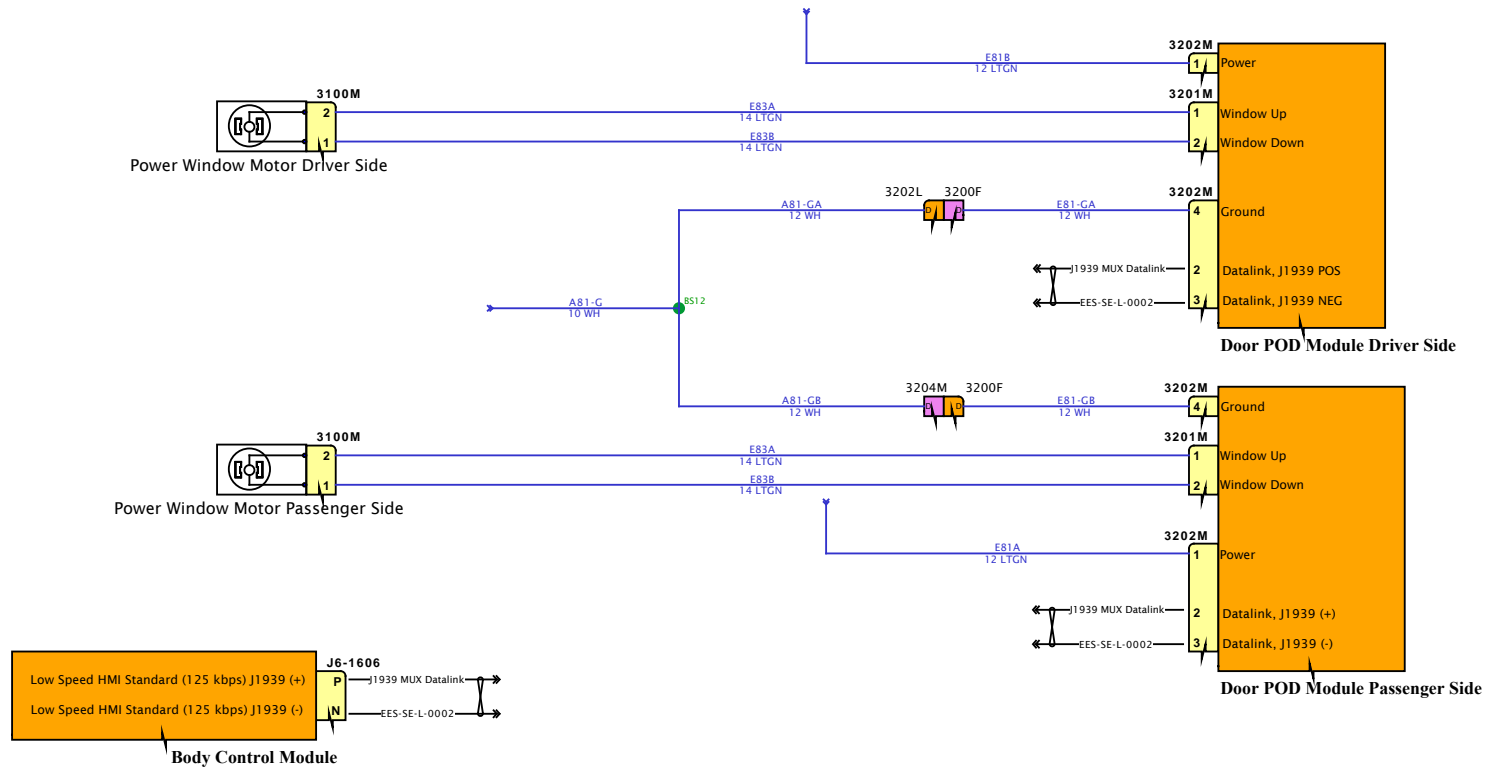 3202M
E81B
12 LTGN
1
Power
3100M
3201M
2
E83A
14 LTGN
1
Window Up
1
E83B
14 LTGN
2
Window Down
Power Window Motor Driver Side
3202L 3200F
3202M
A81-GA
12 WH
D
D
E81-GA
12 WH
4
Ground
J1939 MUX Datalink
2
Datalink, J1939 POS
A81-G
10 WH
BS12
EES-SE-L-0002
3
Datalink, J1939 NEG
Door POD Module Driver Side
3204M 3200F
3202M
A81-GB
12 WH
D
D
E81-GB
12 WH
4
Ground
3100M
3201M
2
E83A
14 LTGN
1
Window Up
1
E83B
14 LTGN
2
Window Down
Power Window Motor Passenger Side
3202M
E81A
12 LTGN
1
Power
J1939 MUX Datalink
2
Datalink, J1939 (+)
EES-SE-L-0002
3
Datalink, J1939 (-)
Door POD Module Passenger Side
J6-1606
Low Speed HMI Standard (125 kbps) J1939 (+)
P
J1939 MUX Datalink
Low Speed HMI Standard (125 kbps) J1939 (-)
N
EES-SE-L-0002
Body Control Module